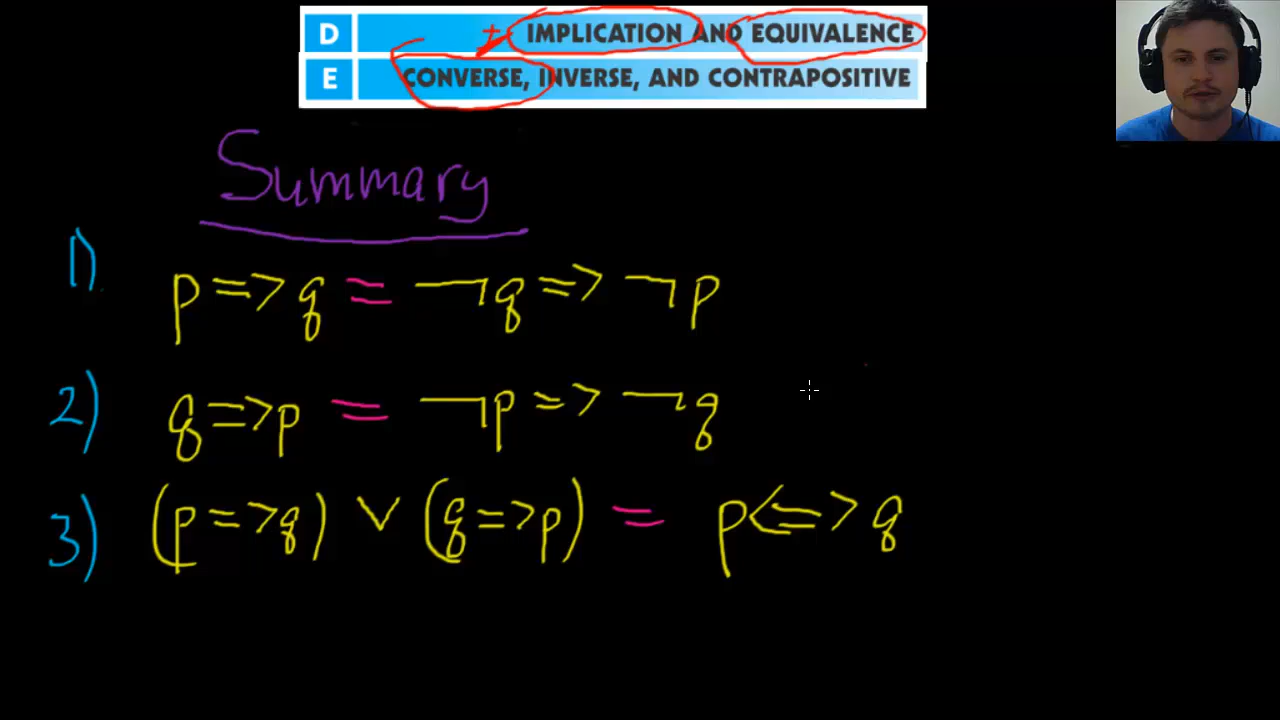 D IMPLICATION AND EQUIVALENCE
E CONVERSE, INVERSE, AND CONTRAPOSITIVE
Summary
1) p => q = ¬q => ¬p
2) q => p = ¬p => ¬q
3) (p => q) ∨ (q => p) = p <=> q